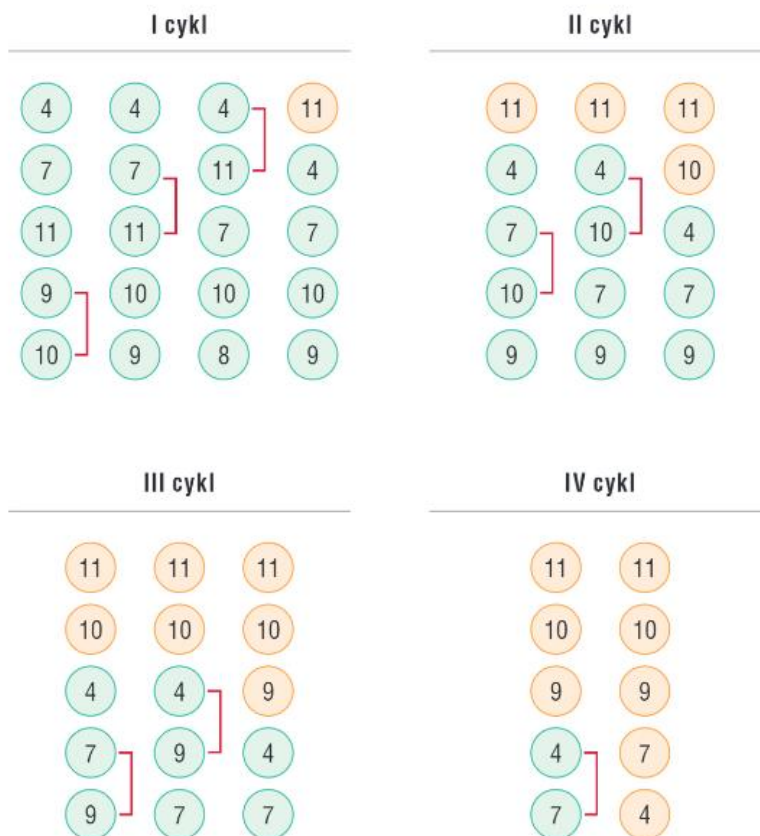 I cykl II cykl
4 4 4 11 11 11 11
7 7 11 4 4 4 10
11 11 7 7 7 10 4
9 10 10 10 10 7 7
10 9 8 9 9 9 9
III cykl IV cykl
11 11 11 11 11
10 10 10 10 10
4 4 9 9 9
7 9 4 4 7
9 7 7 7 4